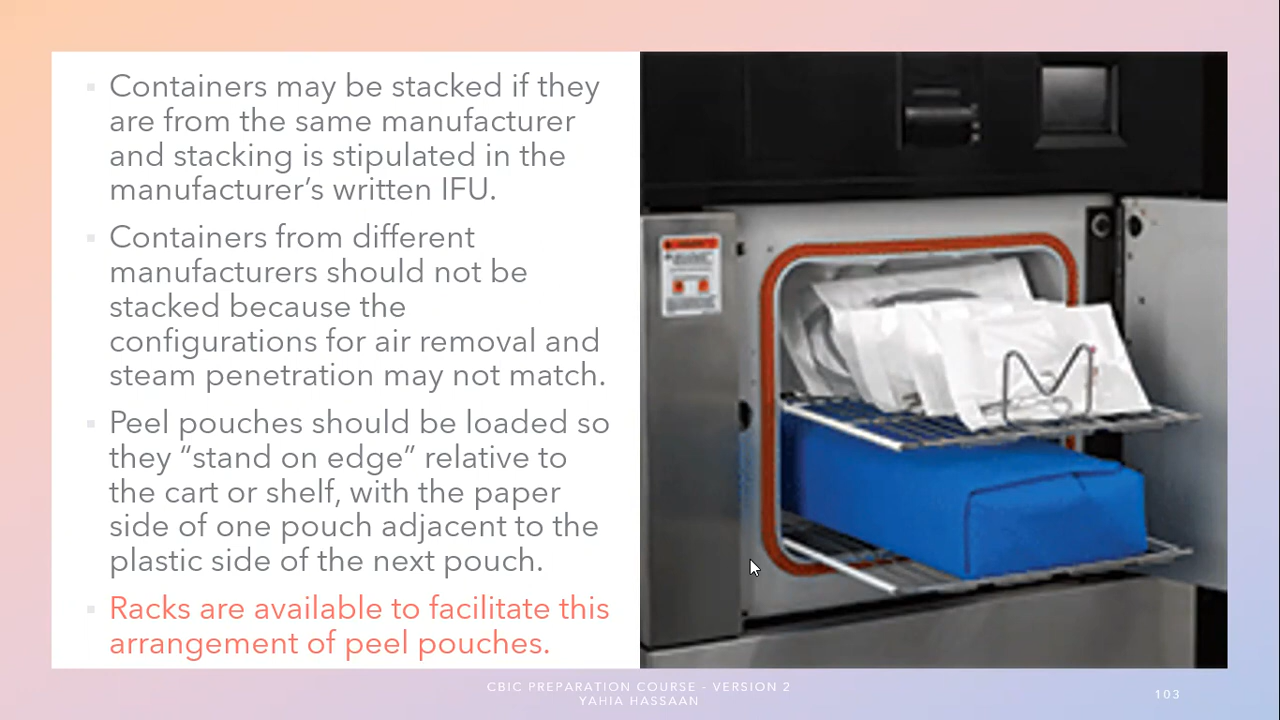 Containers may be stacked if they
are from the same manufacturer
and stacking is stipulated in the
manufacturer’s written IFU.
Containers from different
manufacturers should not be
stacked because the
configurations for air removal and
steam penetration may not match.
Peel pouches should be loaded so
they “stand on edge” relative to
the cart or shelf, with the paper
side of one pouch adjacent to the
plastic side of the next pouch.
Racks are available to facilitate this
arrangement of peel pouches.
CBIC PREPARATION COURSE - VERSION 2
YAHIA HASSAAN
103